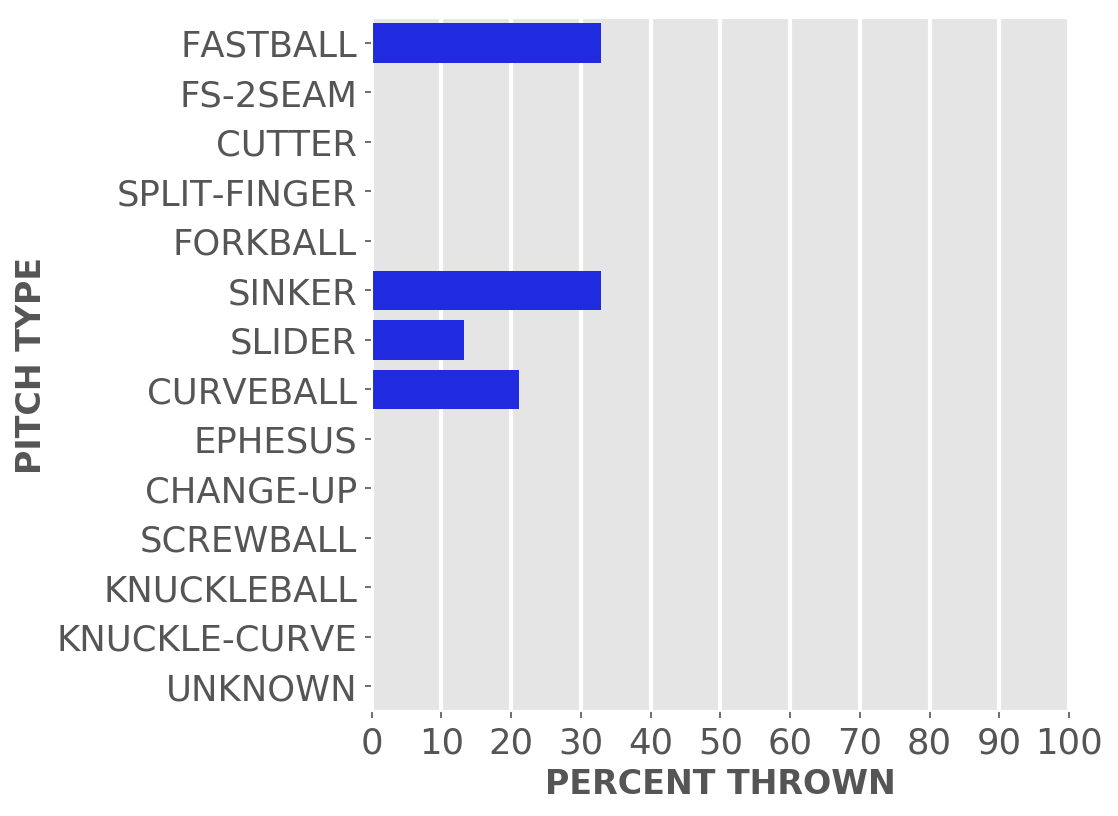 FASTBALL
FS-2SEAM
CUTTER
SPLIT-FINGER
FORKBALL
SINKER
SLIDER
CURVEBALL
EPHESUS
CHANGE-UP
SCREWBALL
KNUCKLEBALL
KNUCKLE-CURVE
UNKNOWN
PITCH TYPE
0 10 20 30 40 50 60 70 80 90 100
PERCENT THROWN